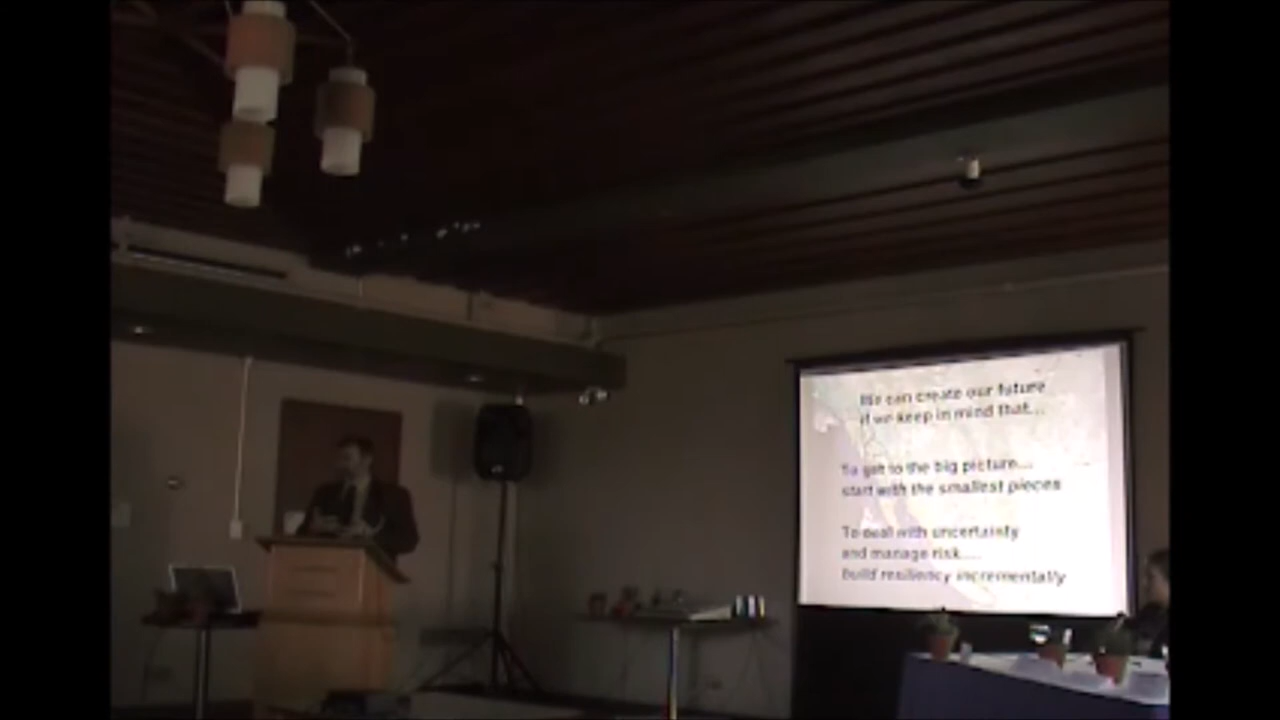 We can create our future
if we keep in mind that...
To get to the big picture...
start with the smallest pieces
To deal with uncertainty
and manage risk....
build resiliency incrementally